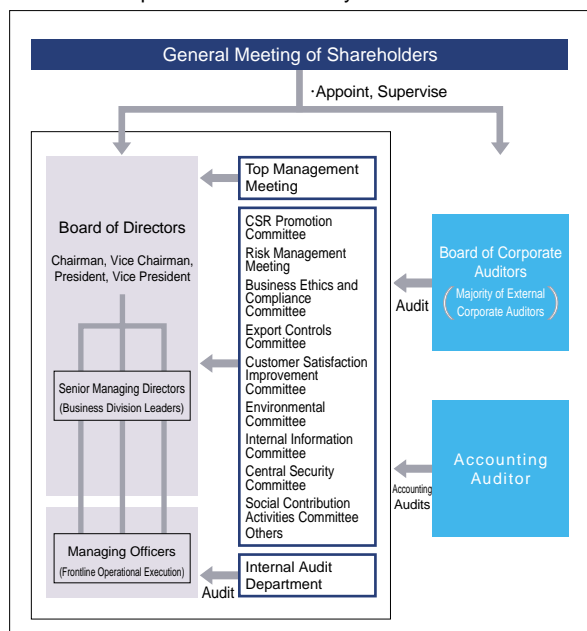 General Meeting of Shareholders
·Appoint, Supervise
Board of Directors
Chairman, Vice Chairman,
President, Vice President
Senior Managing Directors
(Business Division Leaders)
Managing Officers
(Frontline Operational Execution)
Top Management
Meeting
CSR Promotion
Committee
Risk Management
Meeting
Business Ethics and
Compliance
Committee
Export Controls
Committee
Customer Satisfaction
Improvement
Committee
Environmental
Committee
Internal Information
Committee
Central Security
Committee
Social Contribution
Activities Committee
Others
Internal Audit
Department
Audit
Board of Corporate
Auditors
(Majority of External
Corporate Auditors)
Audit
Accounting
Auditor
Accounting
Audits